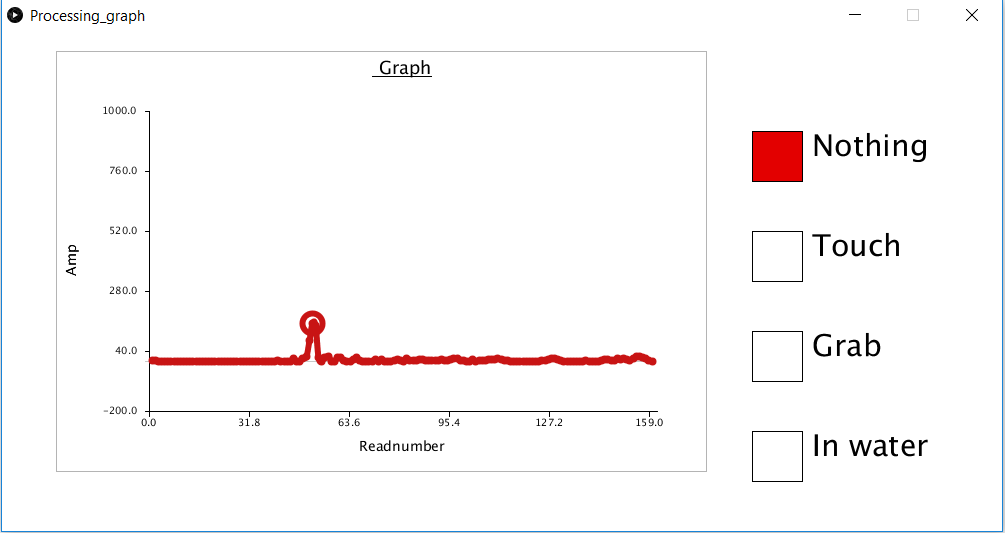 Processing_graph
Graph
1000.0
760.0
520.0
280.0
40.0
-200.0
Amp
0.0 31.8 63.6 95.4 127.2 159.0
Readnumber
Nothing
Touch
Grab
In water